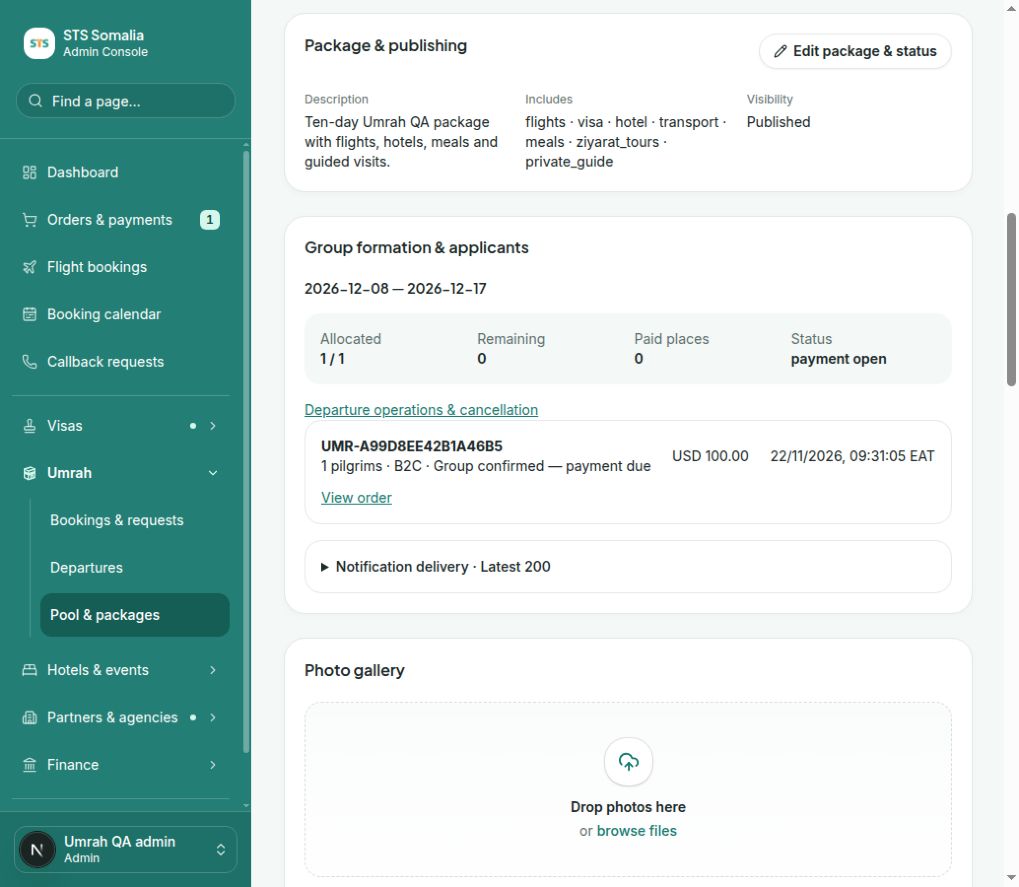 STS
STS Somalia
Admin Console
Find a page...
Dashboard
Orders & payments 1
Flight bookings
Booking calendar
Callback requests
Visas
Umrah
Bookings & requests
Departures
Pool & packages
Hotels & events
Partners & agencies
Finance
N
Umrah QA admin
Admin
Package & publishing
Edit package & status
Description
Ten-day Umrah QA package
with flights, hotels, meals and
guided visits.
Includes
flights · visa · hotel · transport ·
meals · ziyarat_tours ·
private_guide
Visibility
Published
Group formation & applicants
2026-12-08 — 2026-12-17
Allocated
1 / 1
Remaining
0
Paid places
0
Status
payment open
Departure operations & cancellation
UMR-A99D8EE42B1A46B5
1 pilgrims · B2C · Group confirmed — payment due
USD 100.00
22/11/2026, 09:31:05 EAT
View order
Notification delivery · Latest 200
Photo gallery
Drop photos here
or browse files